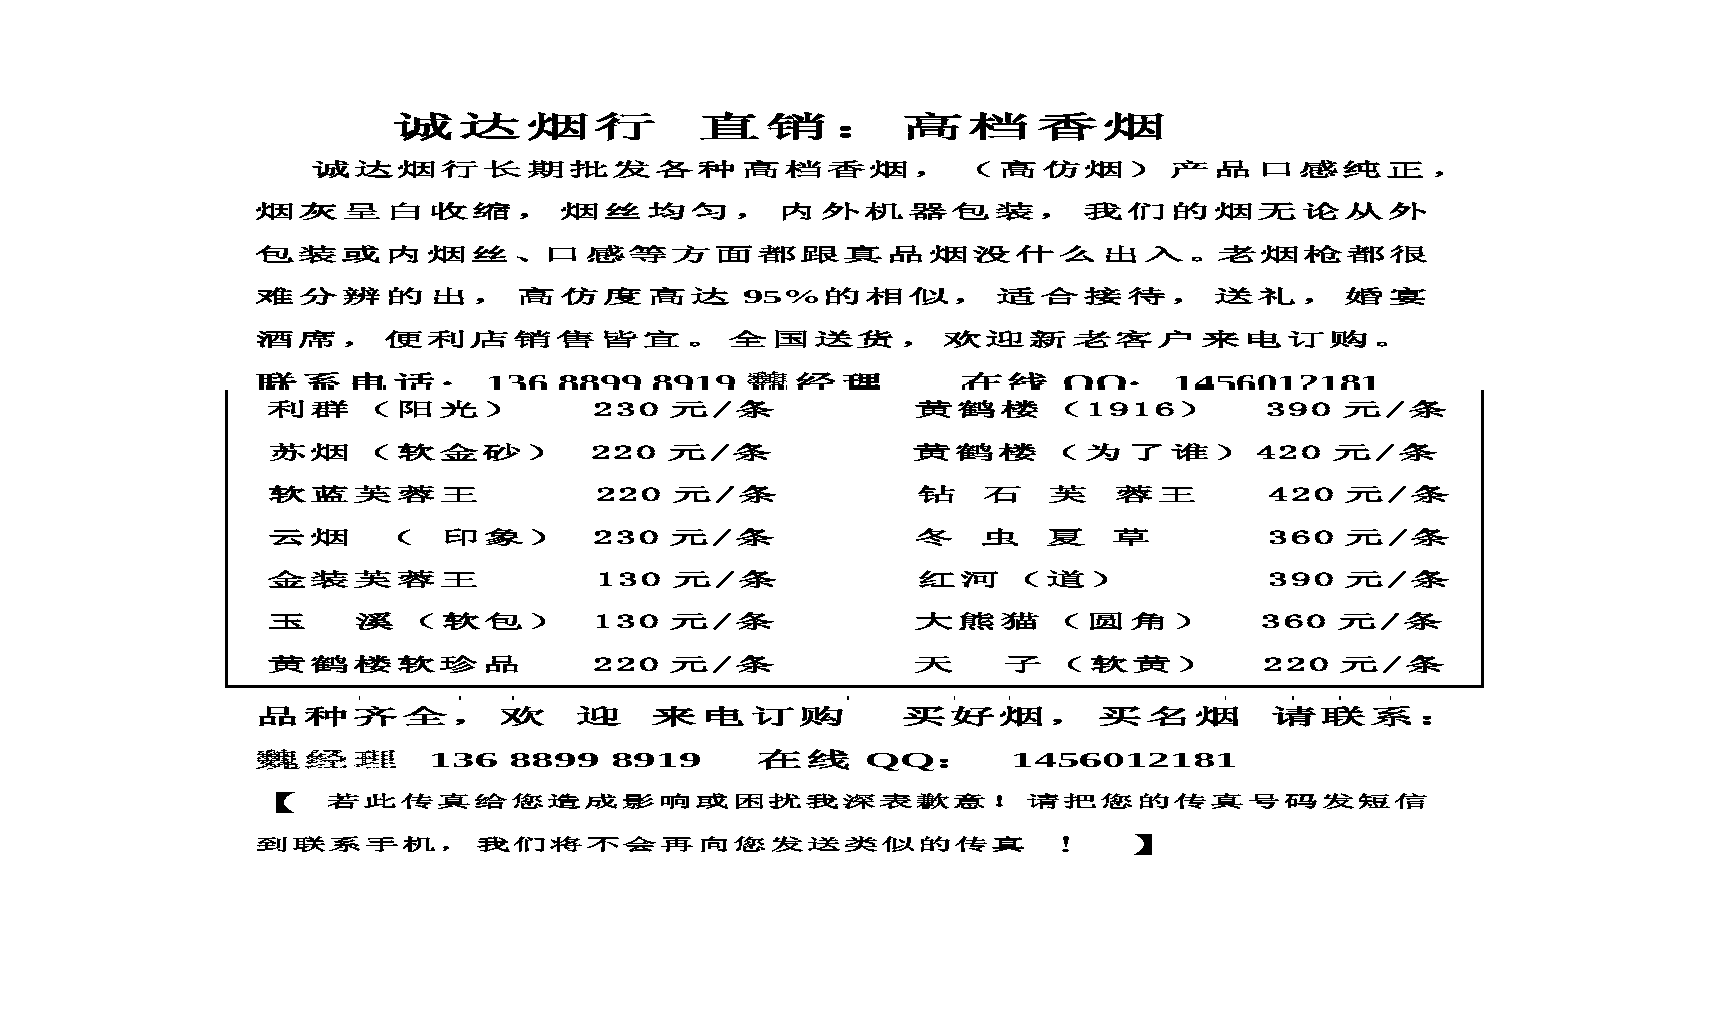 诚达烟行 直销：高档香烟
诚达烟行长期批发各种高档香烟，（高仿烟）产品口感纯正，
烟灰呈白收缩，烟丝均匀，内外机器包装，我们的烟无论从外
包装或内烟丝、口感等方面都跟真品烟没什么出入。老烟枪都很
难分辨的出，高仿度高达 95%的相似，适合接待，送礼，婚宴
酒席，便利店销售皆宜。全国送货，欢迎新老客户来电订购。
联系电话：136 8899 8919 魏经理 在线 QQ：1456012181
利群（阳光） 230 元/条 黄鹤楼（1916） 390 元/条
苏烟（软金砂） 220 元/条 黄鹤楼（为了谁）420 元/条
软蓝芙蓉王 220 元/条 钻 石 芙 蓉王 420 元/条
云烟 （ 印象） 230 元/条 冬 虫 夏 草 360 元/条
金装芙蓉王 130 元/条 红河（道） 390 元/条
玉 溪（软包） 130 元/条 大熊猫（圆角） 360 元/条
黄鹤楼软珍品 220 元/条 天 子（软黄） 220 元/条
品种齐全，欢 迎 来电订购 买好烟，买名烟 请联系：
魏经理 136 8899 8919 在线 QQ： 1456012181
【 若此传真给您造成影响或困扰我深表歉意！请把您的传真号码发短信
到联系手机，我们将不会再向您发送类似的传真 ！ 】